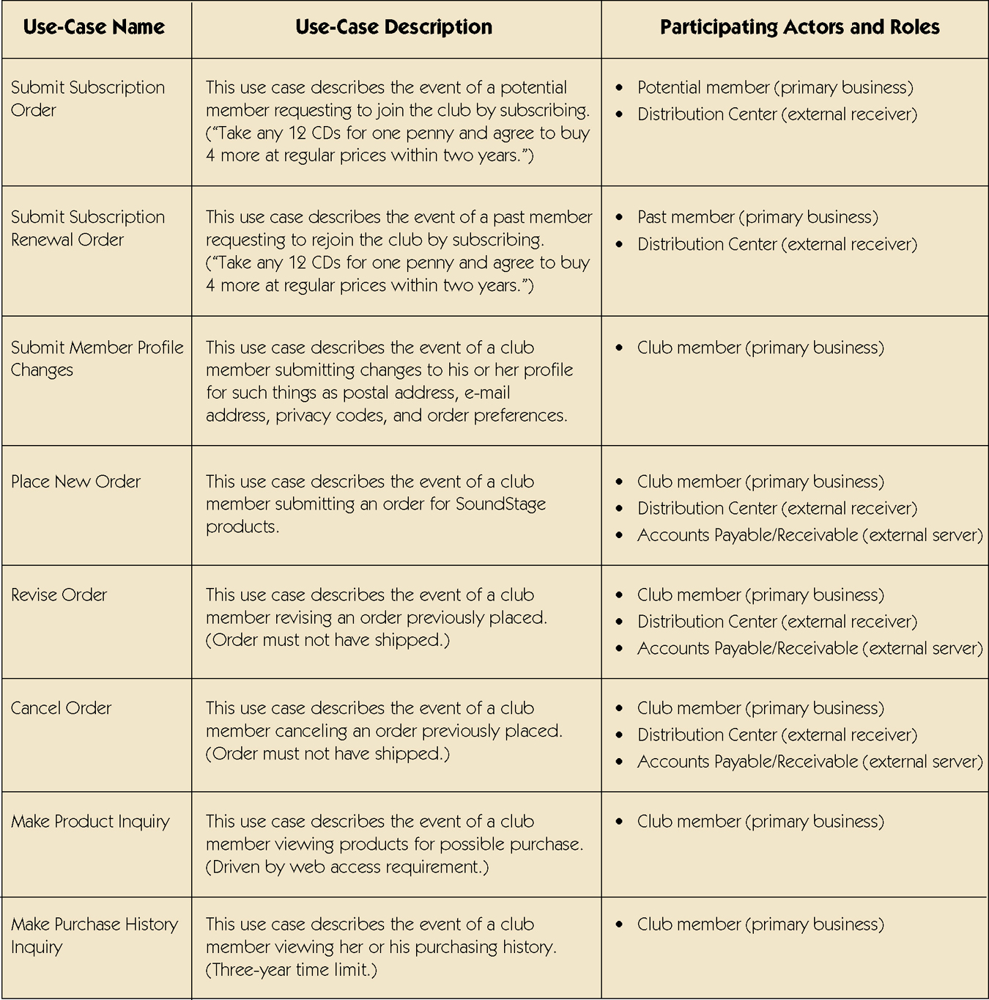 Use-Case Name
Use-Case Description
Participating Actors and Roles
Submit Subscription
Order
This use case describes the event of a potential
member requesting to join the club by subscribing.
(“Take any 12 CDs for one penny and agree to buy
4 more at regular prices within two years.”)
• Potential member (primary business)
• Distribution Center (external receiver)
Submit Subscription
Renewal Order
This use case describes the event of a past member
requesting to rejoin the club by subscribing.
(“Take any 12 CDs for one penny and agree to buy
4 more at regular prices within two years.”)
• Past member (primary business)
• Distribution Center (external receiver)
Submit Member Profile
Changes
This use case describes the event of a club
member submitting changes to his or her profile
for such things as postal address, e-mail
address, privacy codes, and order preferences.
• Club member (primary business)
Place New Order
This use case describes the event of a club
member submitting an order for SoundStage
products.
• Club member (primary business)
• Distribution Center (external receiver)
• Accounts Payable/Receivable (external server)
Revise Order
This use case describes the event of a club
member revising an order previously placed.
(Order must not have shipped.)
• Club member (primary business)
• Distribution Center (external receiver)
• Accounts Payable/Receivable (external server)
Cancel Order
This use case describes the event of a club
member canceling an order previously placed.
(Order must not have shipped.)
• Club member (primary business)
• Distribution Center (external receiver)
• Accounts Payable/Receivable (external server)
Make Product Inquiry
This use case describes the event of a club
member viewing products for possible purchase.
(Driven by web access requirement.)
• Club member (primary business)
Make Purchase History
Inquiry
This use case describes the event of a club
member viewing her or his purchasing history.
(Three-year time limit.)
• Club member (primary business)